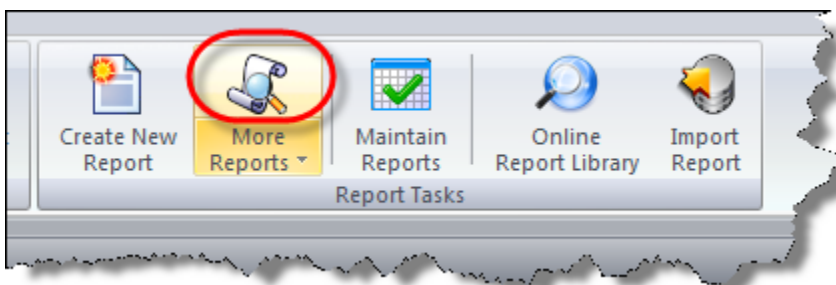 Create New
Report
More
Reports
Maintain
Reports
Online
Report Library
Import
Report
Report Tasks